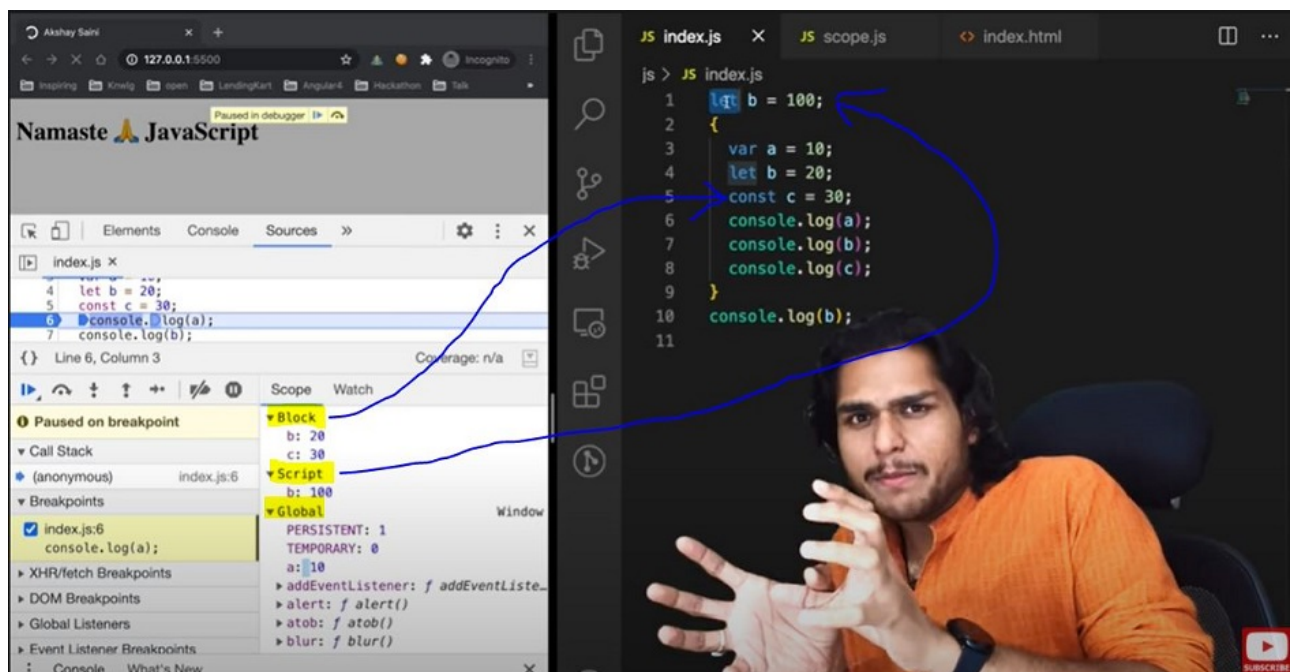 Akshay Saini
127.0.0.1:5500
Incognito
Inspiring Knwlg open LendingKart Angular4 Hackathon Talk
Paused in debugger
Namaste 🙏 JavaScript
Elements Console Sources
index.js
4 let b = 20;
5 const c = 30;
6 console.log(a);
7 console.log(b);
{} Line 6, Column 3 Coverage: n/a
Paused on breakpoint
Call Stack
(anonymous) index.js:6
Breakpoints
index.js:6
console.log(a);
XHR/fetch Breakpoints
DOM Breakpoints
Global Listeners
Event Listener Breakpoints
Scope Watch
Block
b: 20
c: 30
Script
b: 100
Global Window
PERSISTENT: 1
TEMPORARY: 0
a: 10
addEventListener: ƒ addEventListe…
alert: ƒ alert()
atob: ƒ atob()
blur: ƒ blur()
Console What's New
JS index.js JS scope.js <> index.html
js > JS index.js
1 let b = 100;
2 {
3 var a = 10;
4 let b = 20;
5 const c = 30;
6 console.log(a);
7 console.log(b);
8 console.log(c);
9 }
10 console.log(b);
11
SUBSCRIBE